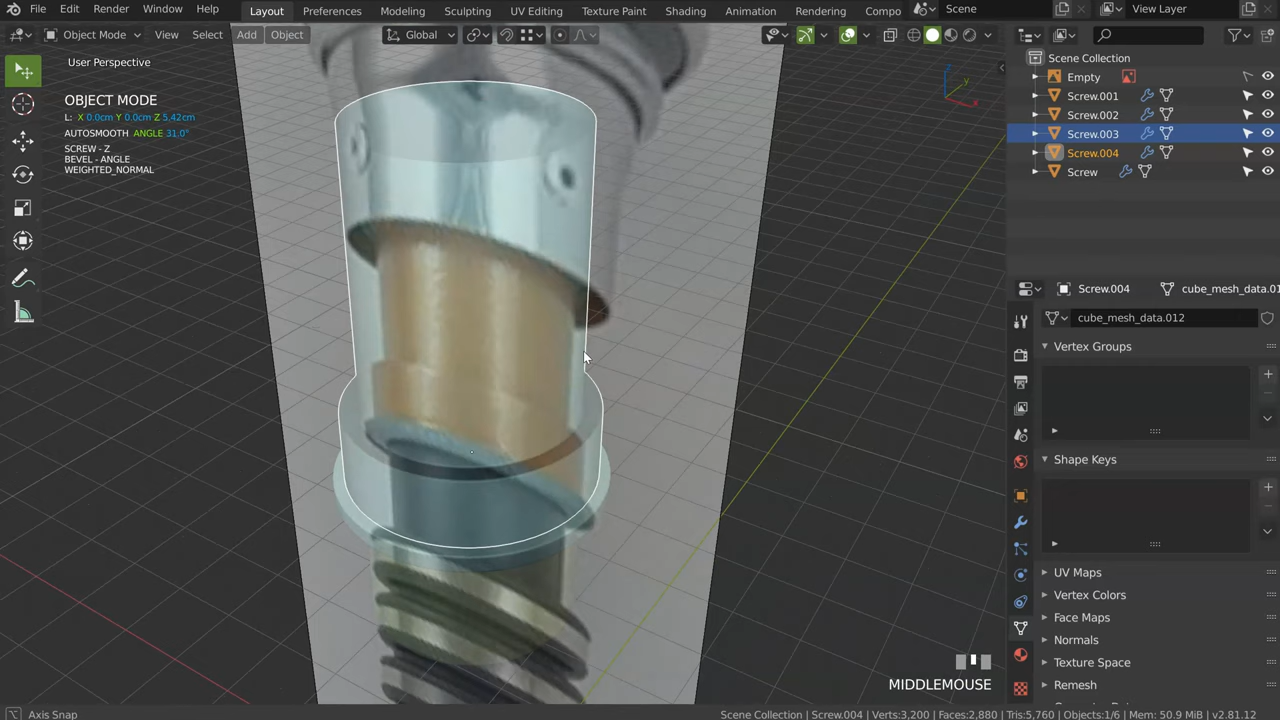 File Edit Render Window Help Layout Preferences Modeling Sculpting UV Editing Texture Paint Shading Animation Rendering Compo Scene View Layer
Object Mode View Select Add Object Global
User Perspective
OBJECT MODE
L: X 0.0cm Y 0.0cm Z 5.42cm
AUTOSMOOTH ANGLE 31.0°
SCREW - Z
BEVEL - ANGLE
WEIGHTED_NORMAL
z
y
x
Scene Collection
Empty
Screw.001
Screw.002
Screw.003
Screw.004
Screw
Screw.004 cube_mesh_data.01
cube_mesh_data.012
Vertex Groups
Shape Keys
UV Maps
Vertex Colors
Face Maps
Normals
Texture Space
Remesh
MIDDLEMOUSE
Axis Snap
Scene Collection | Screw.004 | Verts:3,200 | Faces:2,880 | Tris:5,760 | Objects:1/6 | Mem: 50.9 MiB | v2.81.12